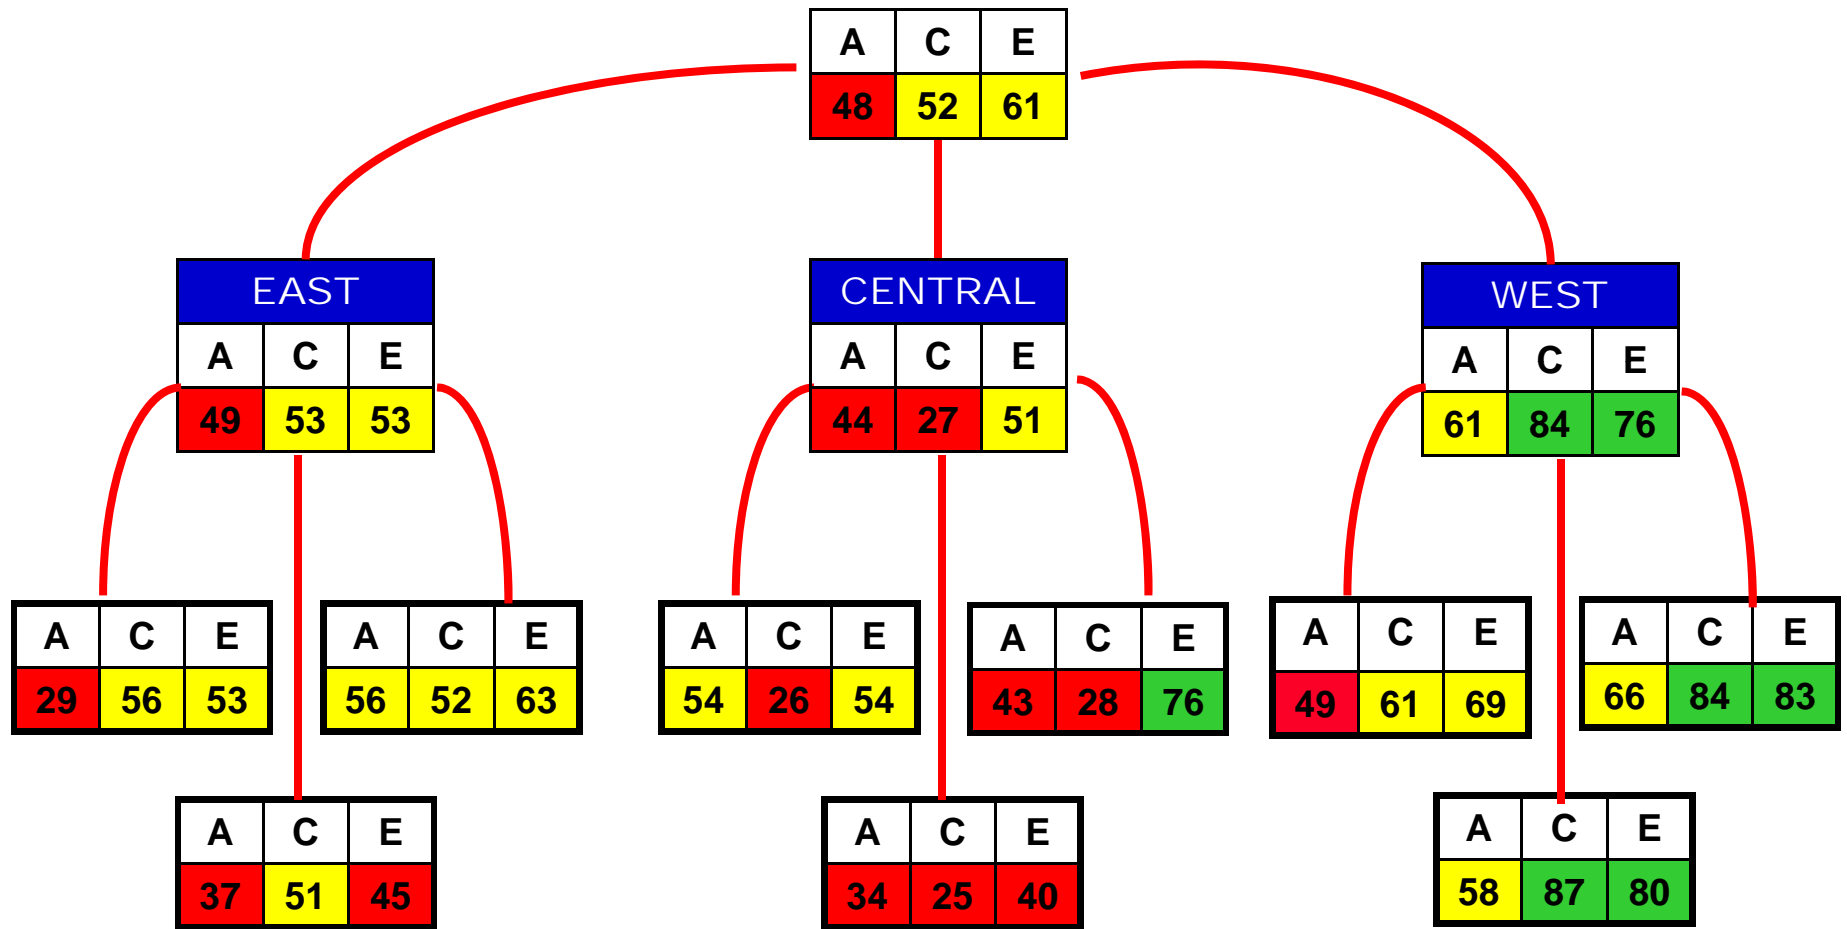 A C E
48 52 61
EAST
A C E
49 53 53
CENTRAL
A C E
44 27 51
WEST
A C E
61 84 76
A C E
29 56 53
A C E
56 52 63
A C E
54 26 54
A C E
43 28 76
A C E
49 61 69
A C E
66 84 83
A C E
37 51 45
A C E
34 25 40
A C E
58 87 80